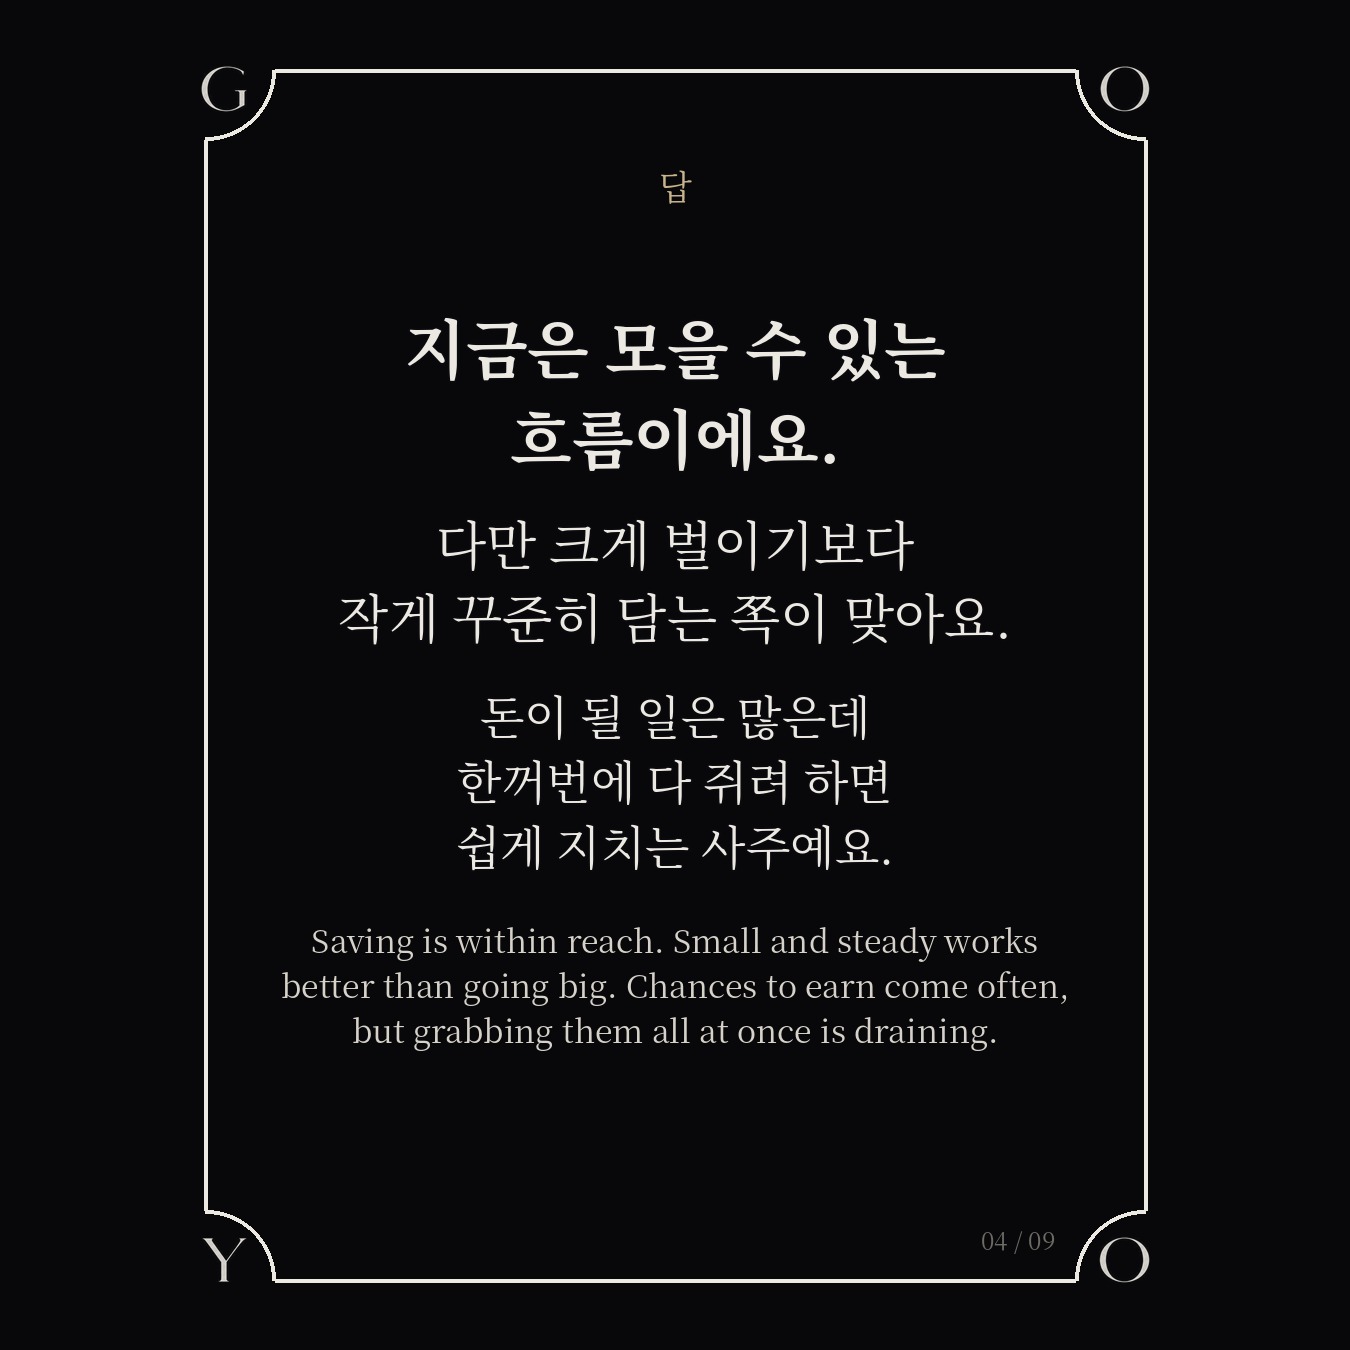 G O
답
지금은 모을 수 있는
흐름이에요.
다만 크게 벌이기보다
작게 꾸준히 담는 쪽이 맞아요.
돈이 될 일은 많은데
한꺼번에 다 쥐려 하면
쉽게 지치는 사주예요.
Saving is within reach. Small and steady works
better than going big. Chances to earn come often,
but grabbing them all at once is draining.
04 / 09
Y O